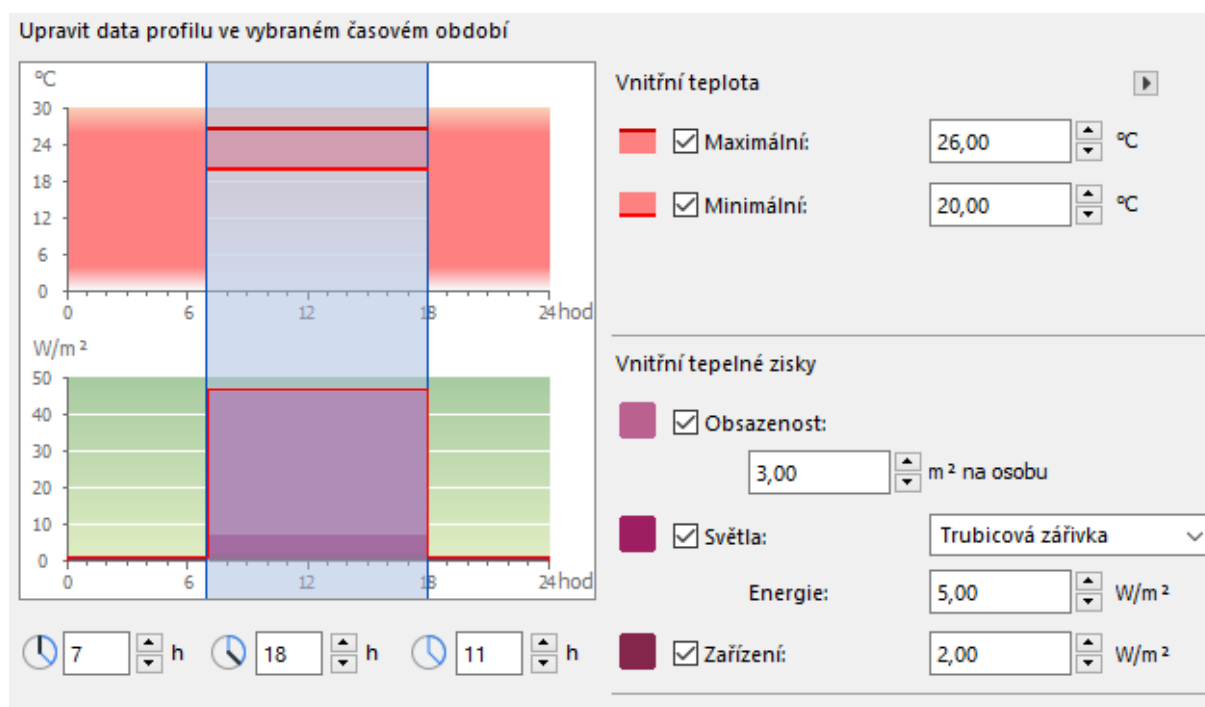 Upravit data profilu ve vybraném časovém období
ºC
30
24
18
12
6
0
0 6 12 18 24 hod
W/m²
50
40
30
20
10
0
0 6 12 18 24 hod
7 h 18 h 11 h
Vnitřní teplota
Maximální: 26,00 ºC
Minimální: 20,00 ºC
Vnitřní tepelné zisky
Obsazenost:
3,00 m² na osobu
Světla: Trubicová zářivka
Energie: 5,00 W/m²
Zařízení: 2,00 W/m²